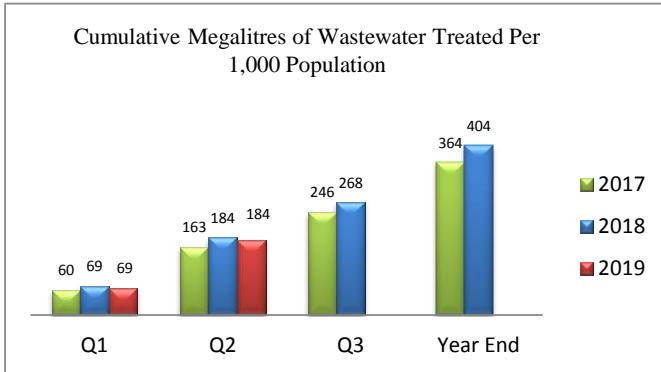 Cumulative Megalitres of Wastewater Treated Per
1,000 Population
60 69 69
163 184 184
246 268
364 404
Q1 Q2 Q3 Year End
2017
2018
2019